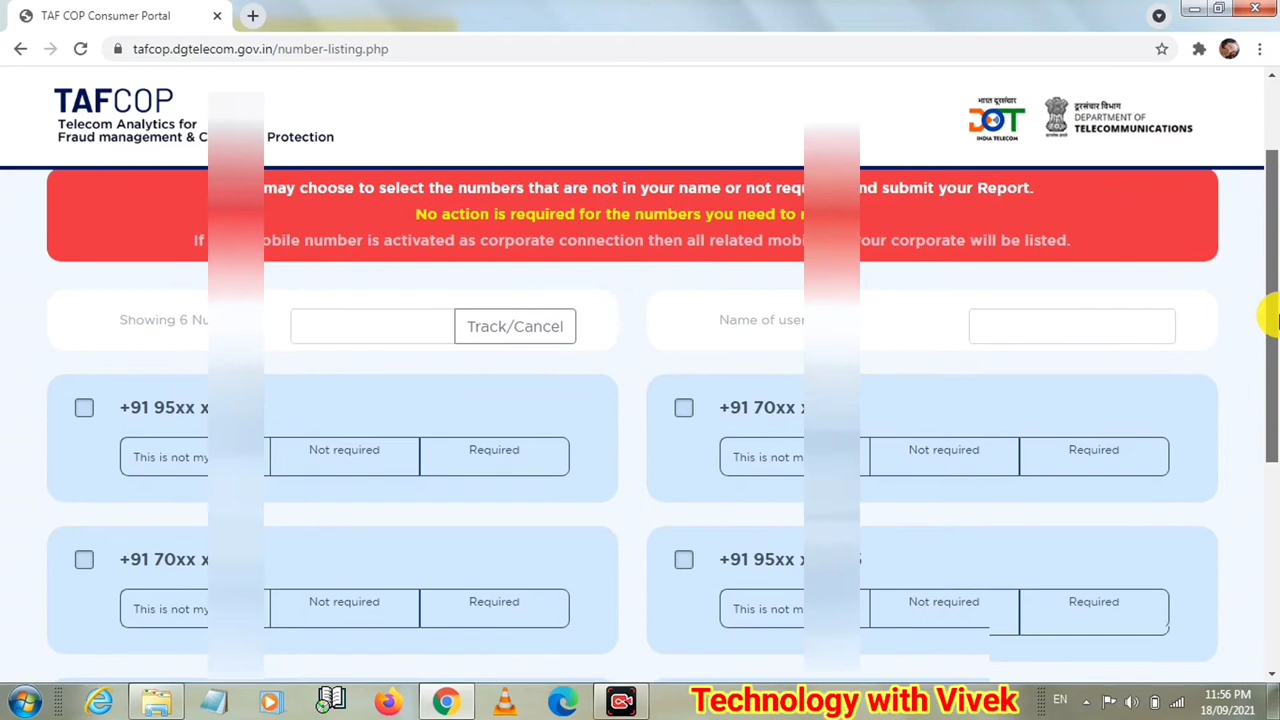 TAF COP Consumer Portal
tafcop.dgtelecom.gov.in/number-listing.php
TAFCOP
Telecom Analytics for
Fraud management & C Protection
भारत दूरसंचार
DOT
INDIA TELECOM
दूरसंचार विभाग
DEPARTMENT OF
TELECOMMUNICATIONS
may choose to select the numbers that are not in your name or not nd submit your Report.
No action is required for the numbers you need to
If mobile number is activated as corporate connection then all related your corporate will be listed.
Showing 6
Track/Cancel
Name of user
+91 95xx
This is not my
Not required
Required
+91 70xx
This is not
Not required
Required
+91 70xx
This is not my
Not required
Required
+91 95xx
This is not
Not required
Required
Technology with Vivek
EN
11:56 PM
18/09/2021